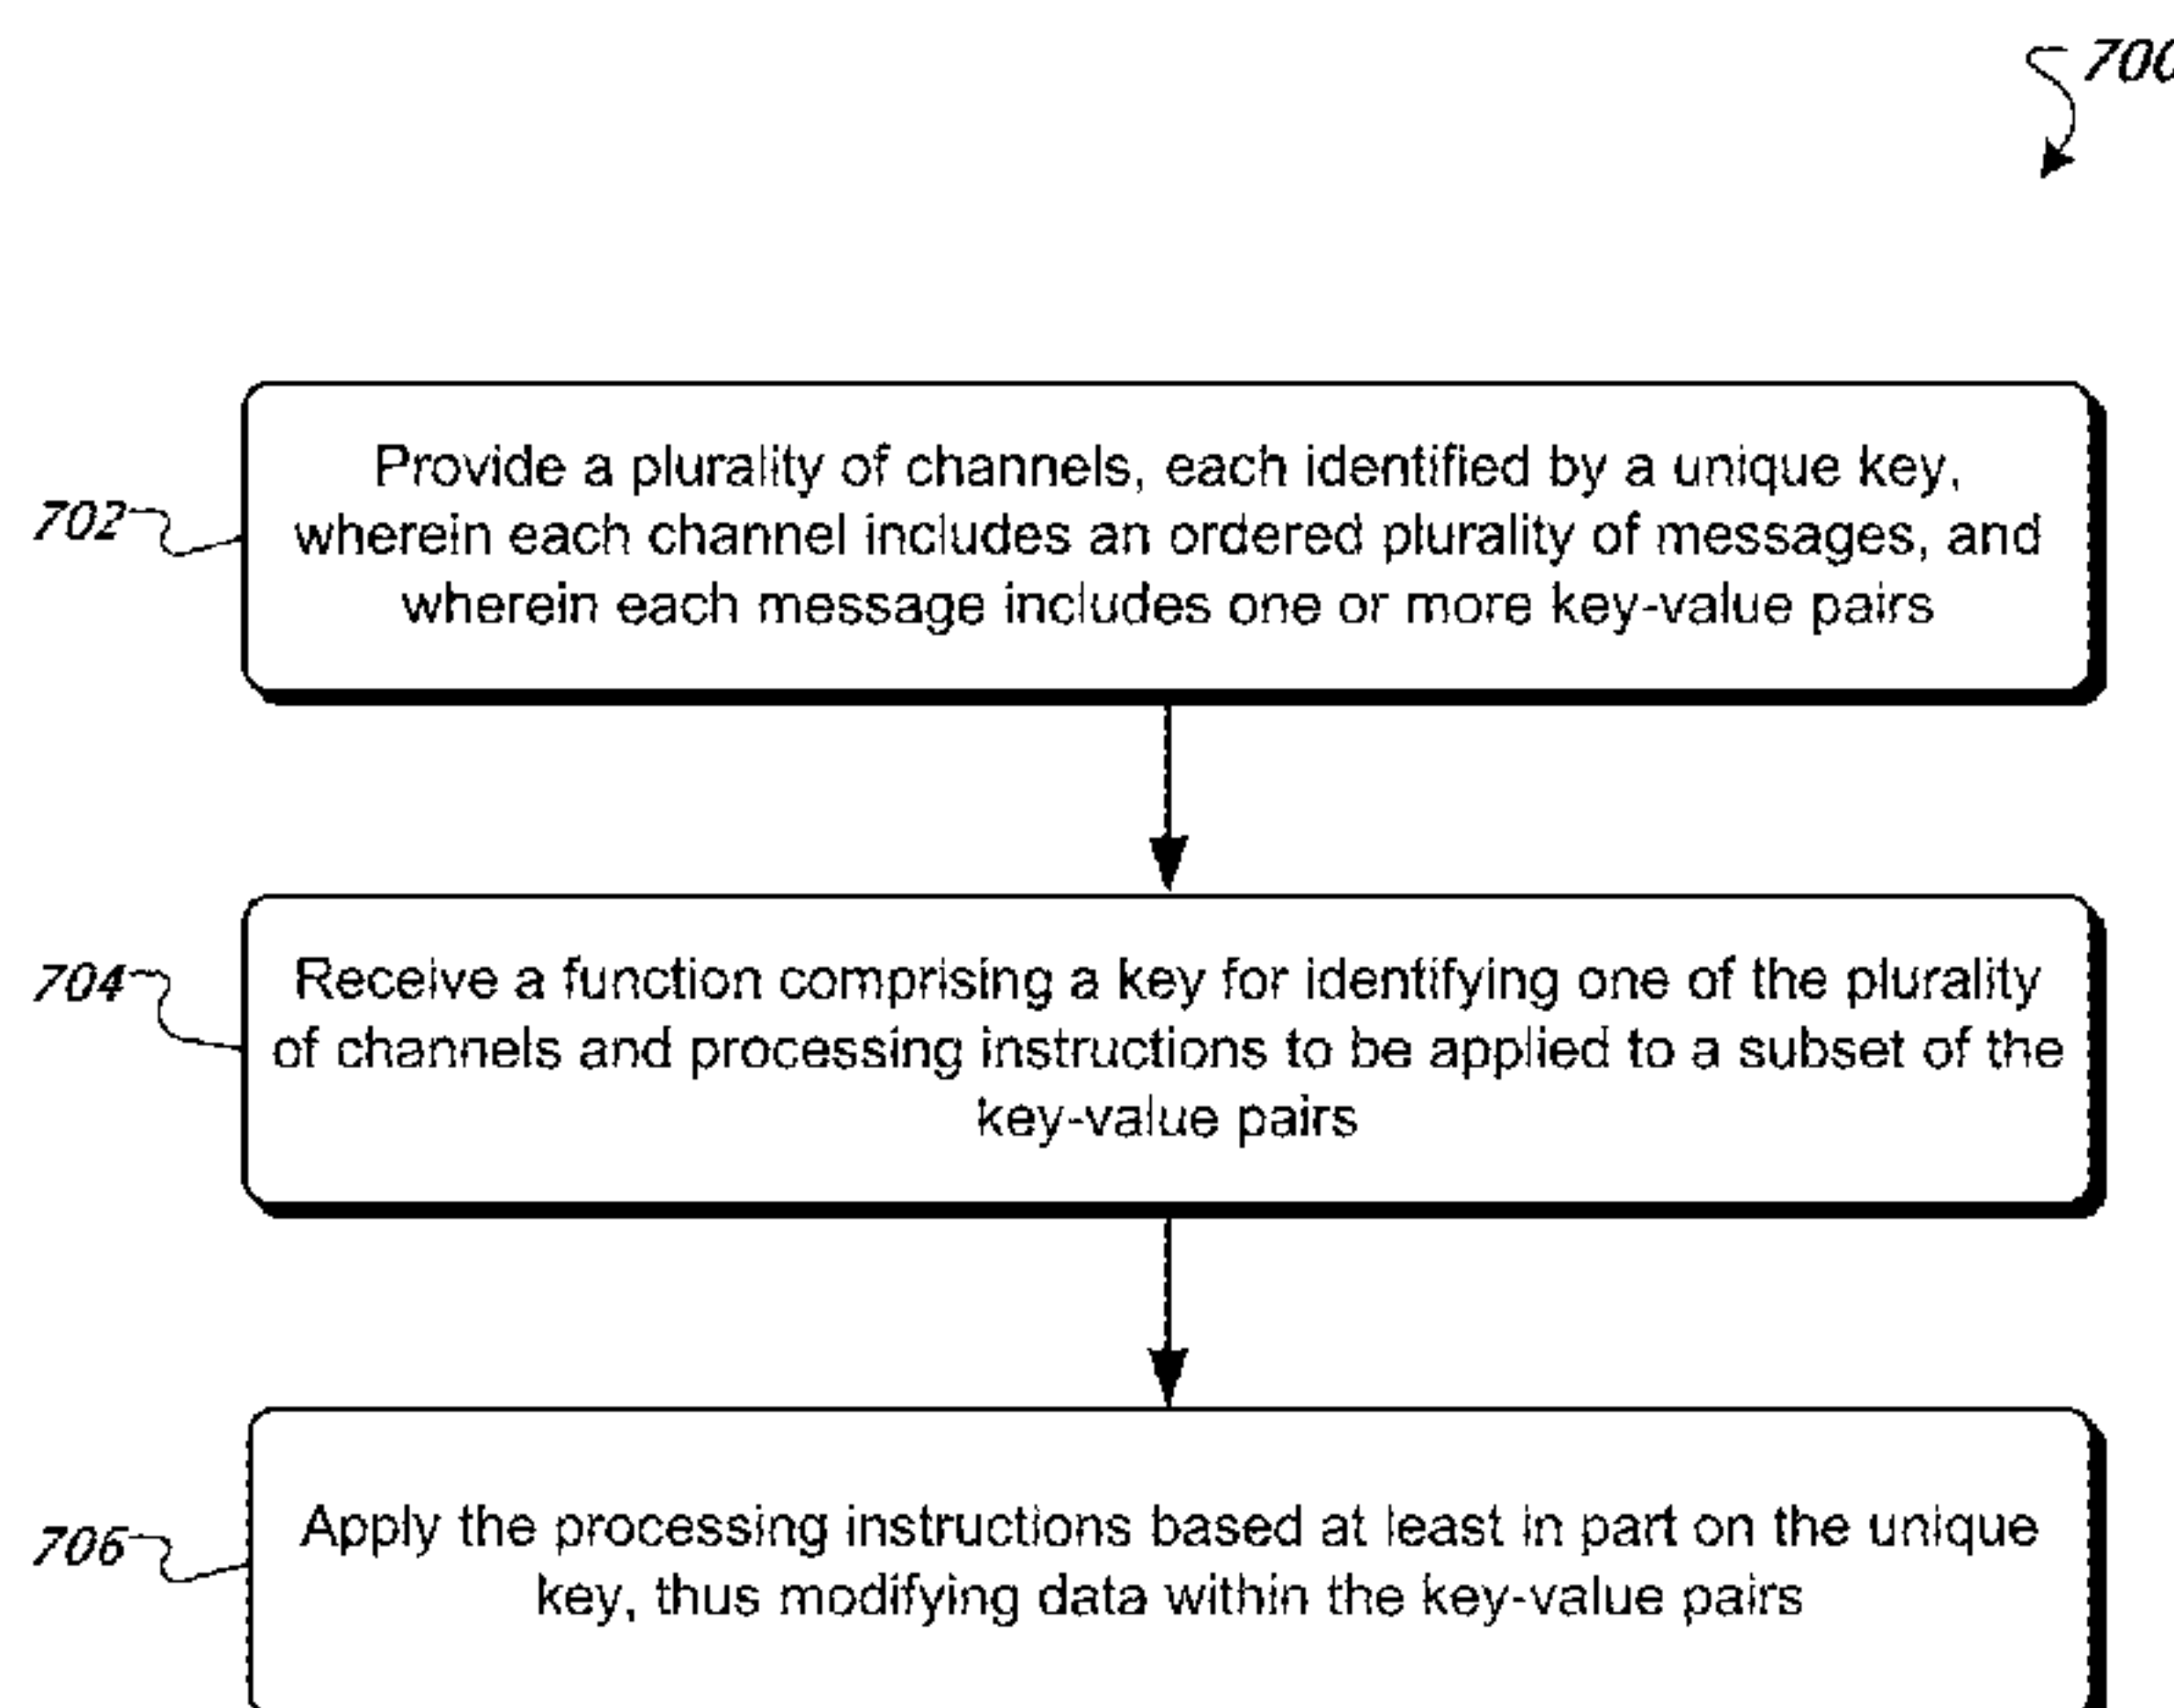 700
Provide a plurality of channels, each identified by a unique key,
702
wherein each channel includes an ordered plurality of messages, and
wherein each message includes one or more key-value pairs
704
Receive a function comprising a key for identifying one of the plurality
of channels and processing instructions to be applied to a subset of the
key-value pairs
706
Apply the processing instructions based at least in part on the unique
key, thus modifying data within the key-value pairs